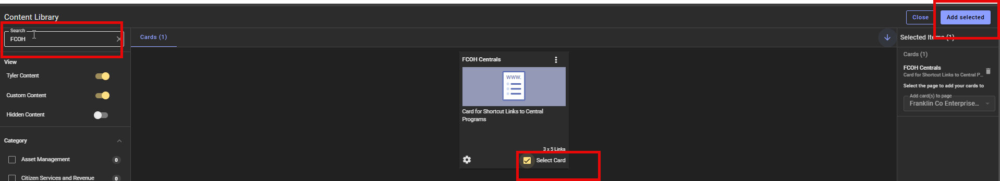 Content Library
Close
Add selected
Search
FCOH
Cards (1)
Selected Items (1)
View
Tyler Content
Custom Content
Hidden Content
Category
Asset Management
0
Citizen Services and Revenue
0
FCOH Centrals
WWW.
Card for Shortcut Links to Central
Programs
3 x 5 Links
Select Card
Cards (1)
FCOH Centrals
Card for Shortcut Links to Central P...
Select the page to add your cards to
Add card(s) to page
Franklin Co Enterprise...